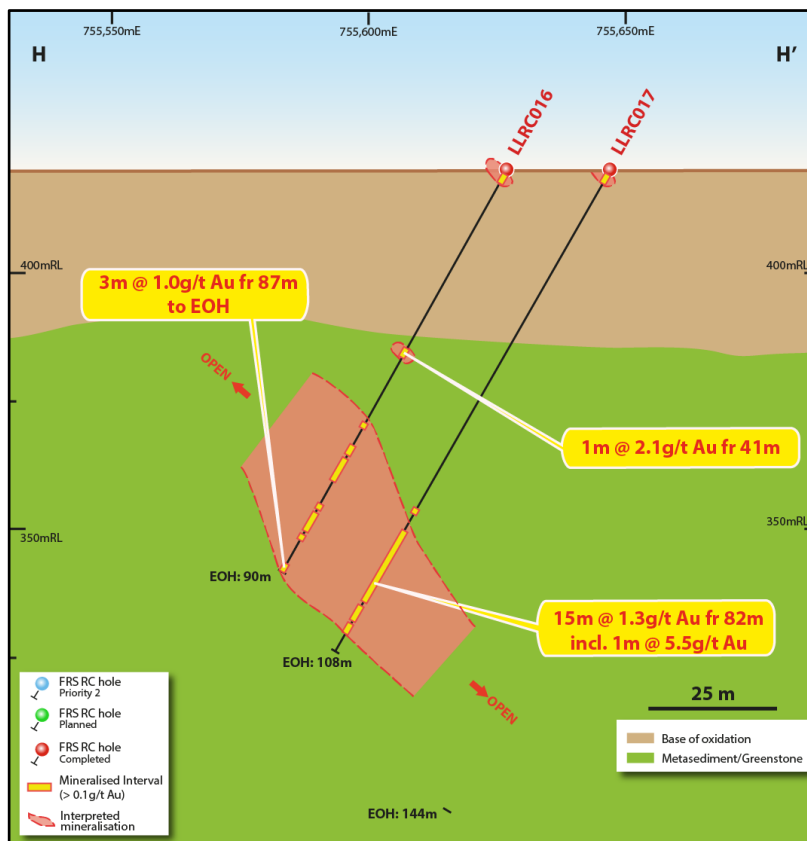 755,550mE
755,600mE
755,650mE
H
H'
LLRC016
LLRC017
400mRL
400mRL
3m @ 1.0g/t Au fr 87m
to EOH
OPEN
1m @ 2.1g/t Au fr 41m
350mRL
350mRL
EOH: 90m
15m @ 1.3g/t Au fr 82m
incl. 1m @ 5.5g/t Au
EOH: 108m
OPEN
25 m
FRS RC hole
Priority 2
FRS RC hole
Planned
FRS RC hole
Completed
Mineralised Interval
(> 0.1g/t Au)
Interpreted
mineralisation
Base of oxidation
Metasediment/Greenstone
EOH: 144m